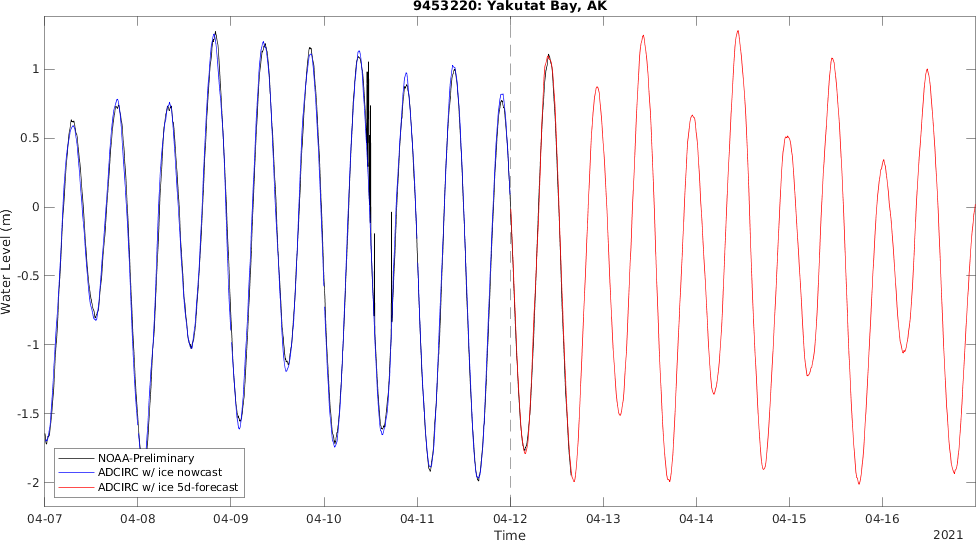 9453220: Yakutat Bay, AK
Water Level (m)
1
0.5
0
-0.5
-1
-1.5
-2
NOAA-Preliminary
ADCIRC w/ ice nowcast
ADCIRC w/ ice 5d-forecast
04-07 04-08 04-09 04-10 04-11 04-12 04-13 04-14 04-15 04-16
Time
2021